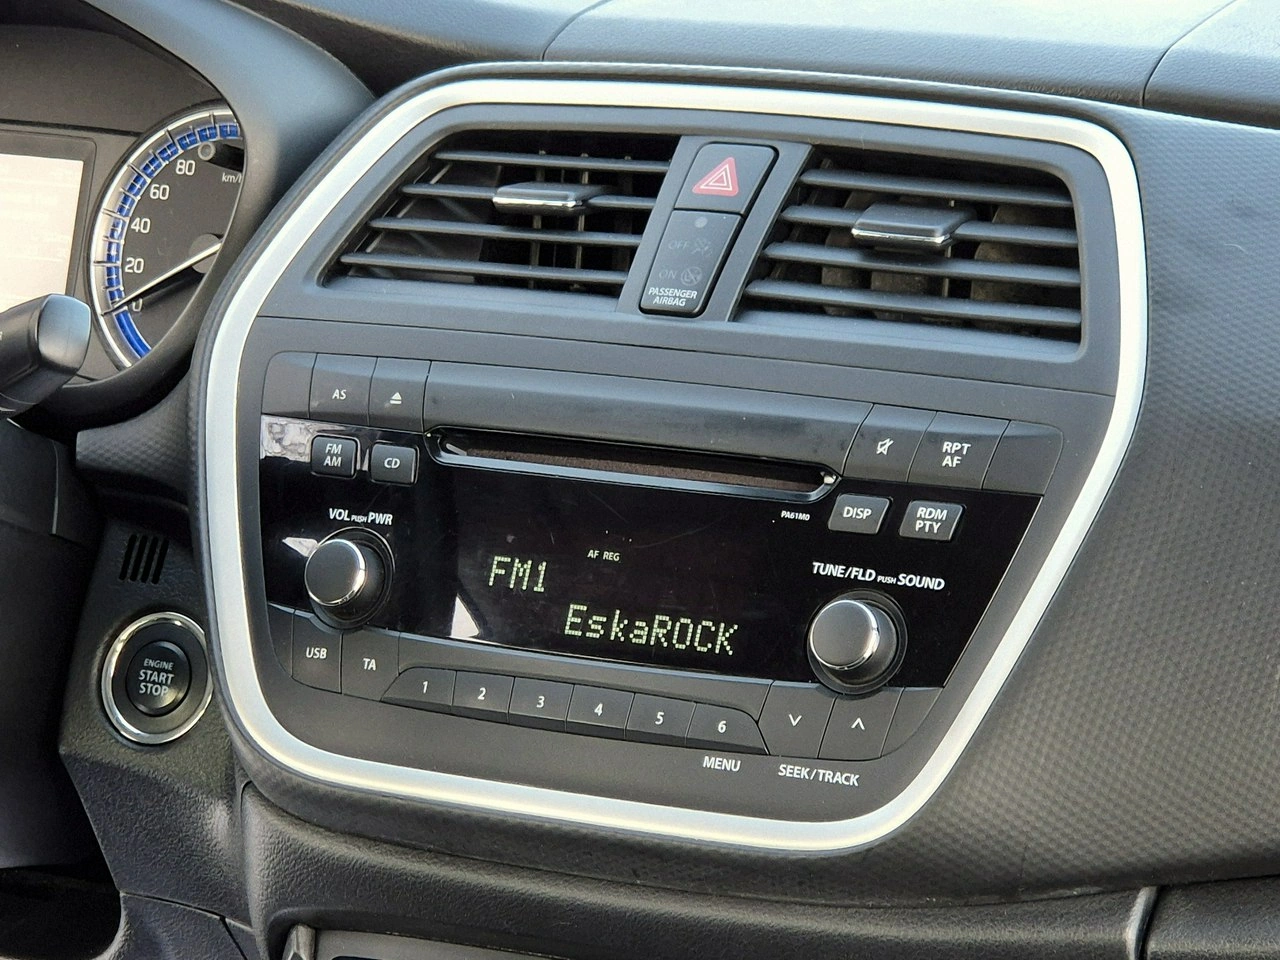 80
km/h
60
40
20
0
OFF
ON
PASSENGER
AIRBAG
AS
RPT
AF
FM
AM
CD
PA61M0
DISP
RDM
PTY
VOL PUSH PWR
AF REG
FM1
TUNE/FLD PUSH SOUND
EskaROCK
ENGINE
START
STOP
USB
TA
1
2
3
4
5
6
MENU
SEEK/TRACK